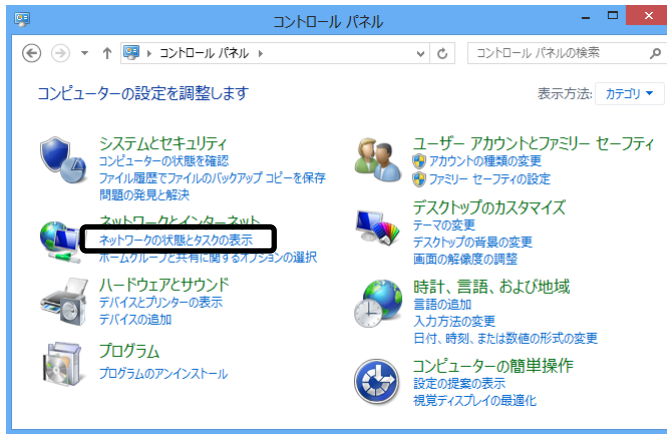 コントロール パネル
コントロール パネル
コントロール パネルの検索
コンピューターの設定を調整します
表示方法: カテゴリ
システムとセキュリティ
コンピューターの状態を確認
ファイル履歴でファイルのバックアップ コピーを保存
問題の発見と解決
ネットワークとインターネット
ネットワークの状態とタスクの表示
ホームグループと共有に関するオプションの選択
ハードウェアとサウンド
デバイスとプリンターの表示
デバイスの追加
プログラム
プログラムのアンインストール
ユーザー アカウントとファミリー セーフティ
アカウントの種類の変更
ファミリー セーフティの設定
デスクトップのカスタマイズ
テーマの変更
デスクトップの背景の変更
画面の解像度の調整
時計、言語、および地域
言語の追加
入力方法の変更
日付、時刻、または数値の形式の変更
コンピューターの簡単操作
設定の提案の表示
視覚ディスプレイの最適化